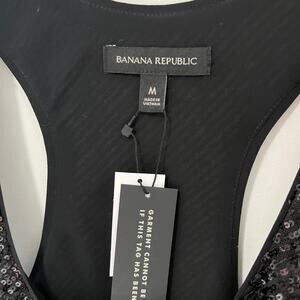 BANANA REPUBLIC
M
MADE IN
VIETNAM
GARMENT CANNOT BE
IF THIS TAG HAS BEEN